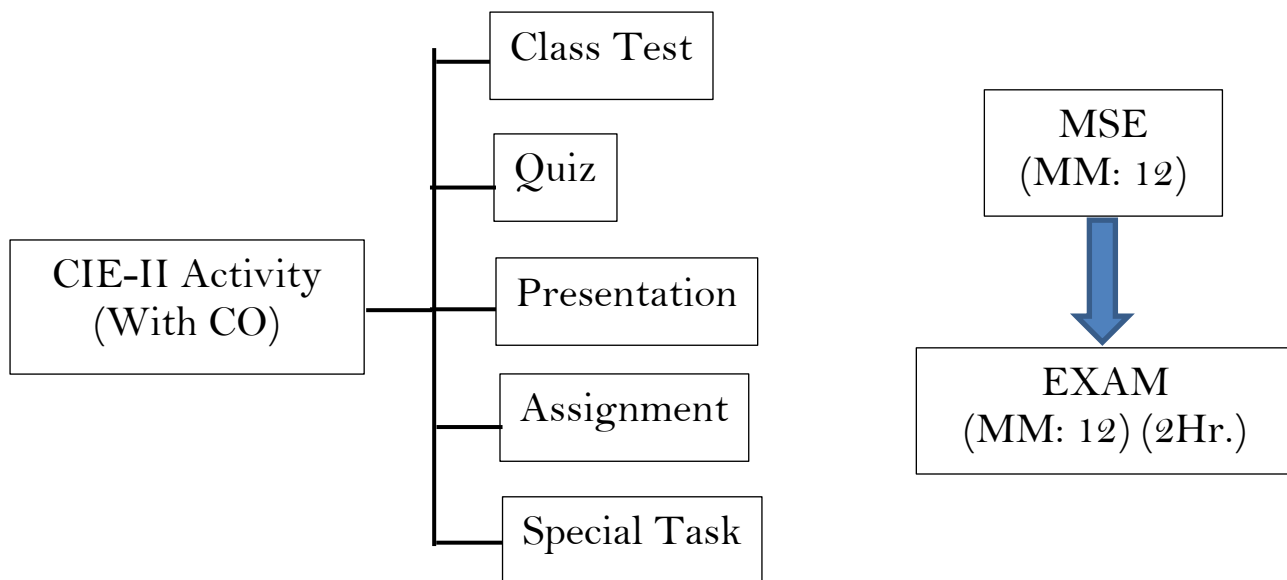 Class Test
Quiz
CIE-II Activity
(With CO)
Presentation
Assignment
Special Task
MSE
(MM: 12)
EXAM
(MM: 12) (2Hr.)